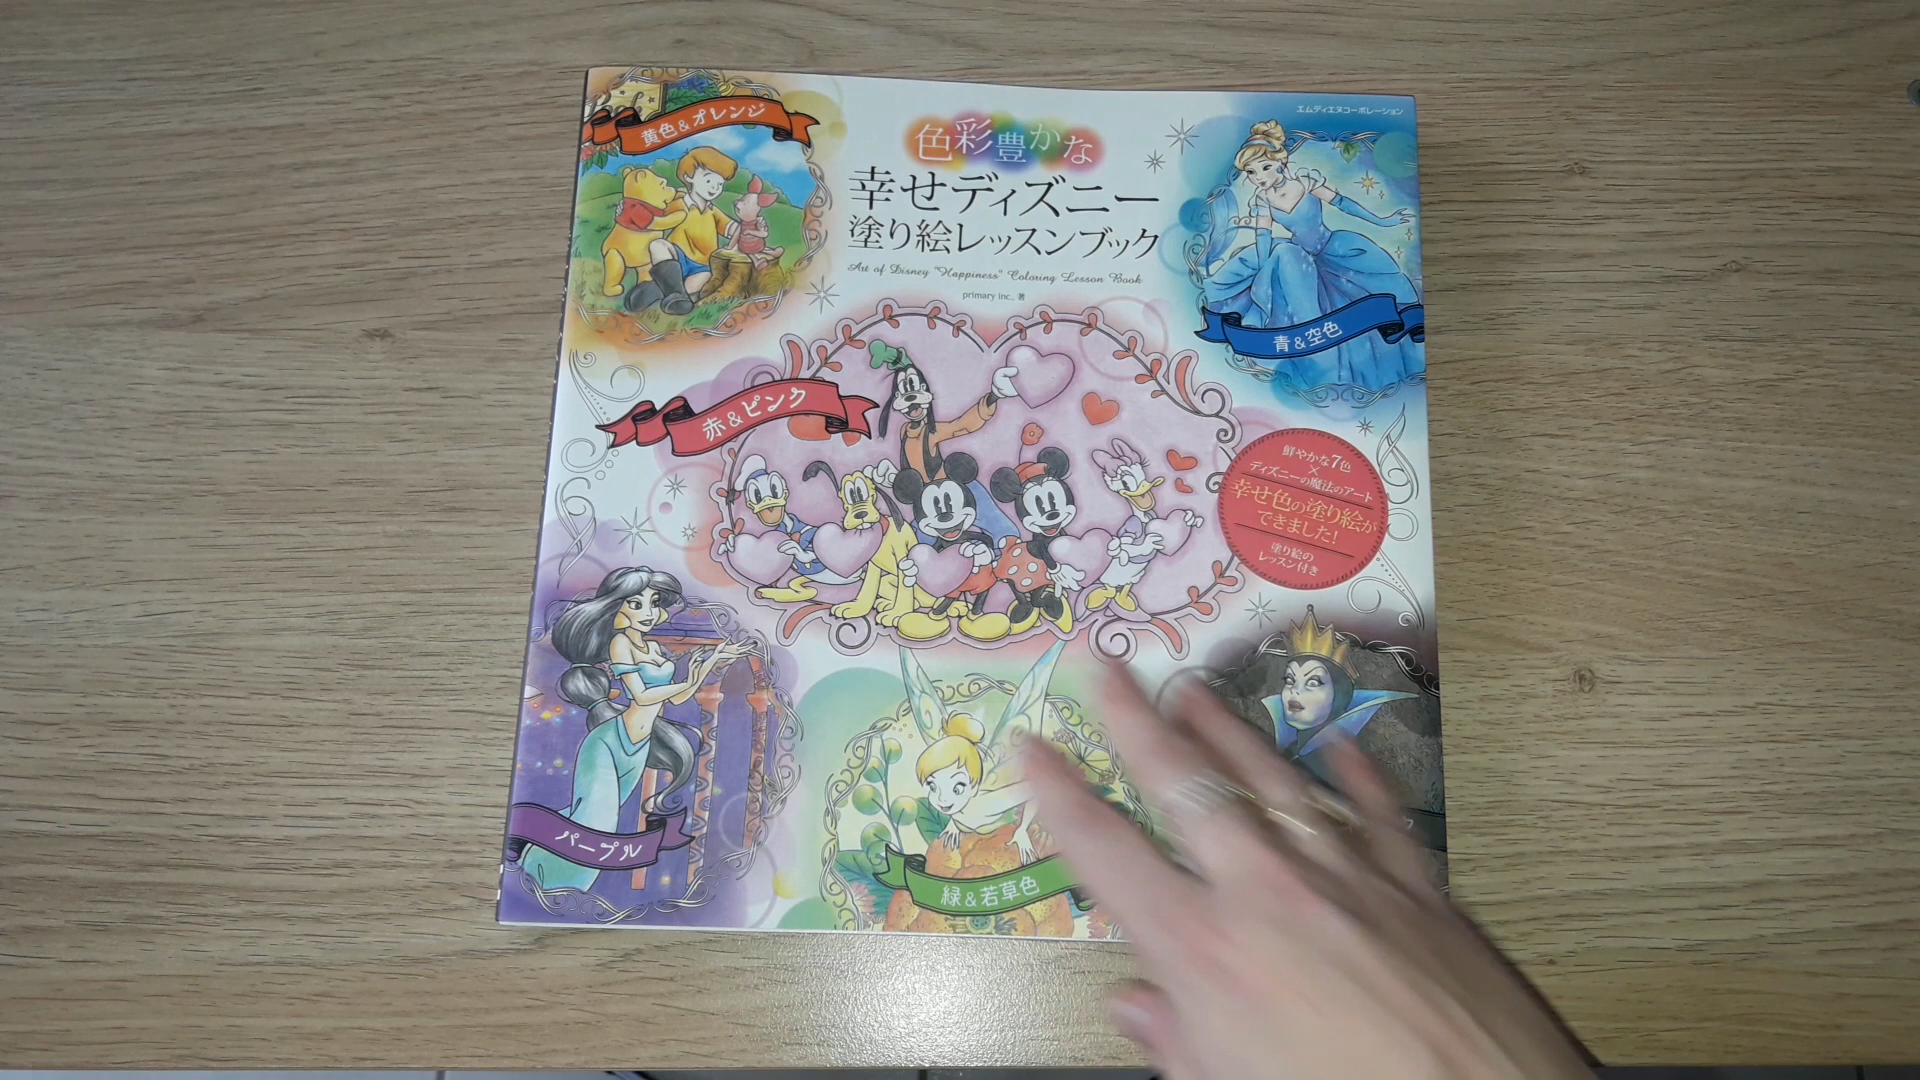 エムディエヌコーポレーション
黄色&オレンジ
色彩豊かな
幸せディズニー
塗り絵レッスンブック
Art of Disney "Happiness" Coloring Lesson Book
primary inc., 著
青&空色
赤&ピンク
鮮やかな7色
×
ディズニーの魔法のアート
幸せ色の塗り絵が
できました!
塗り絵の
レッスン付き
パープル
緑&若草色